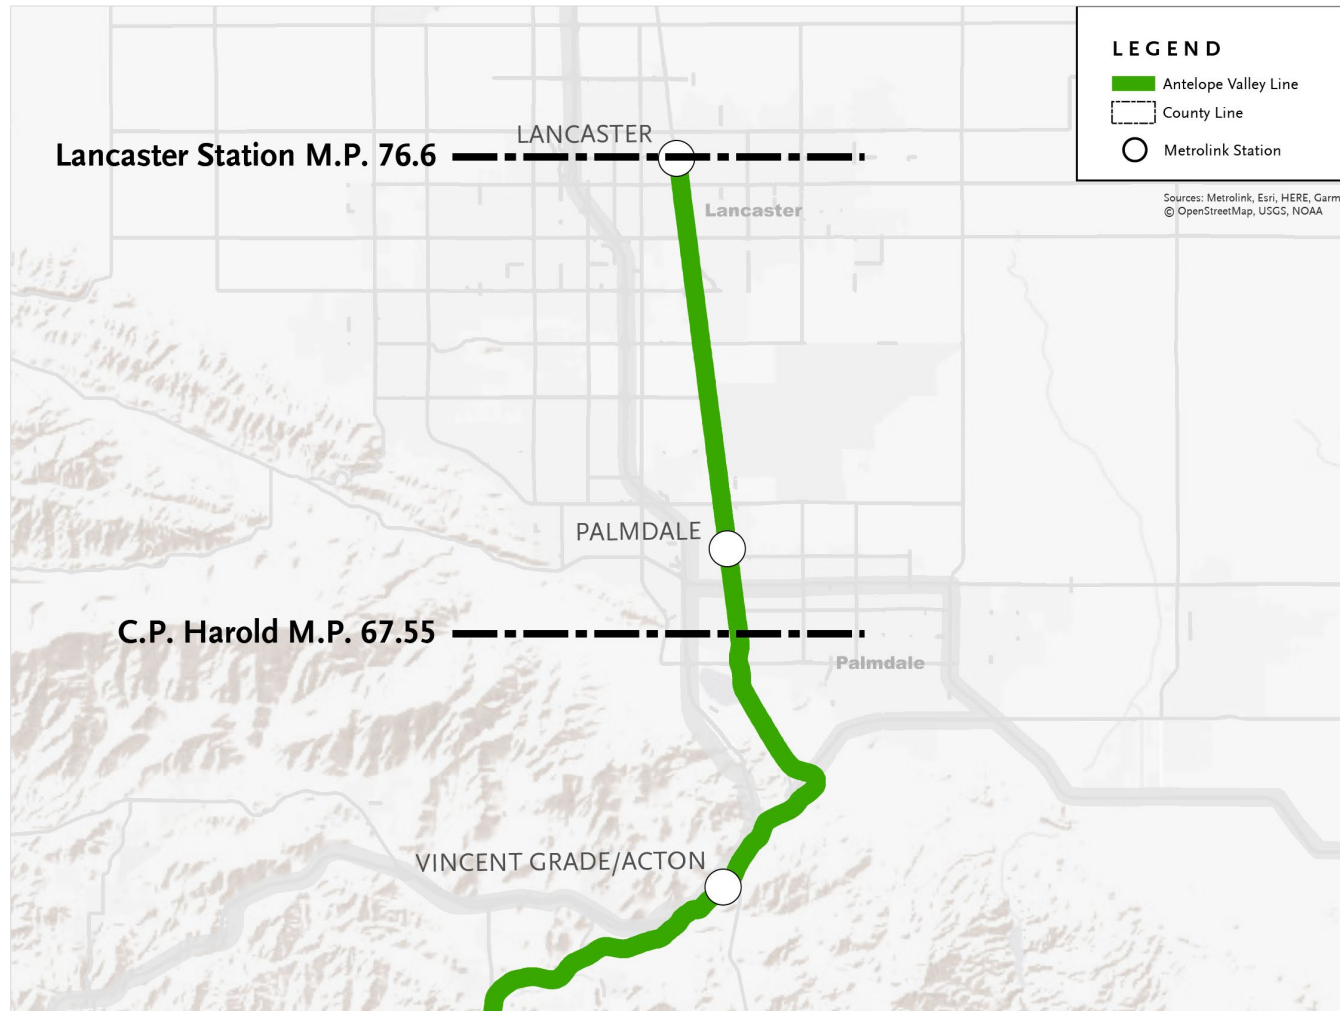 LEGEND
Antelope Valley Line
County Line
Metrolink Station
Sources: Metrolink, Esri, HERE, Garm
© OpenStreetMap, USGS, NOAA
LANCASTER
Lancaster Station M.P. 76.6
Lancaster
PALMDALE
C.P. Harold M.P. 67.55
Palmdale
VINCENT GRADE/ACTON